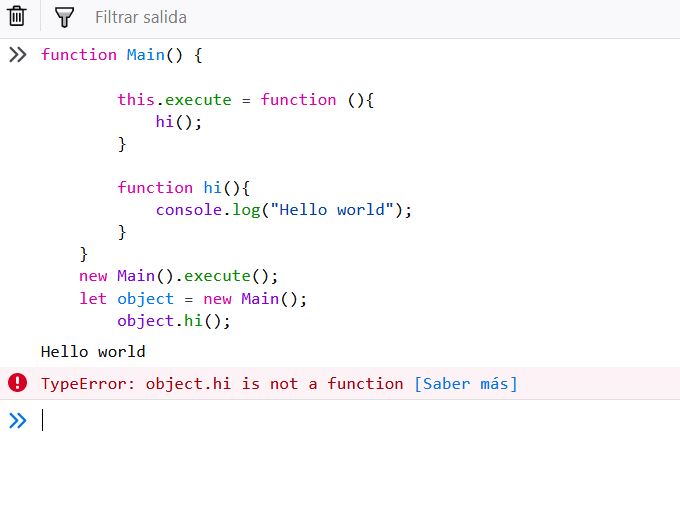 Filtrar salida
function Main() {
this.execute = function (){
hi();
}
function hi(){
console.log("Hello world");
}
}
new Main().execute();
let object = new Main();
object.hi();
Hello world
TypeError: object.hi is not a function [Saber más]